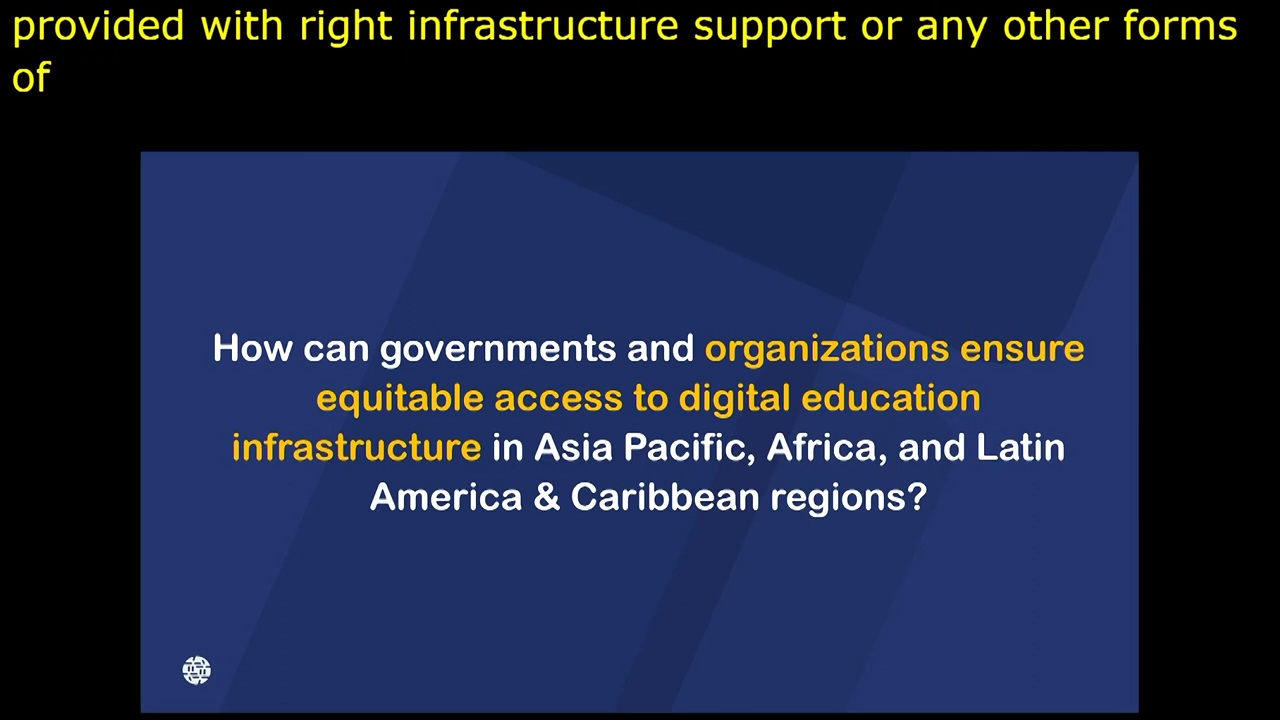 provided with right infrastructure support or any other forms
of
How can governments and organizations ensure
equitable access to digital education
infrastructure in Asia Pacific, Africa, and Latin
America & Caribbean regions?